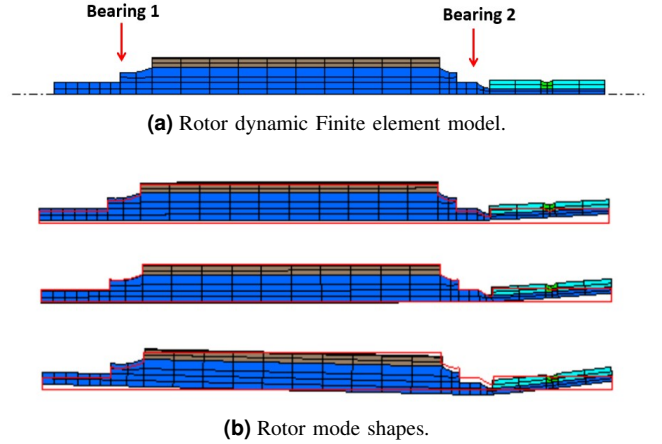 Bearing 1
Bearing 2
(a) Rotor dynamic Finite element model.
(b) Rotor mode shapes.